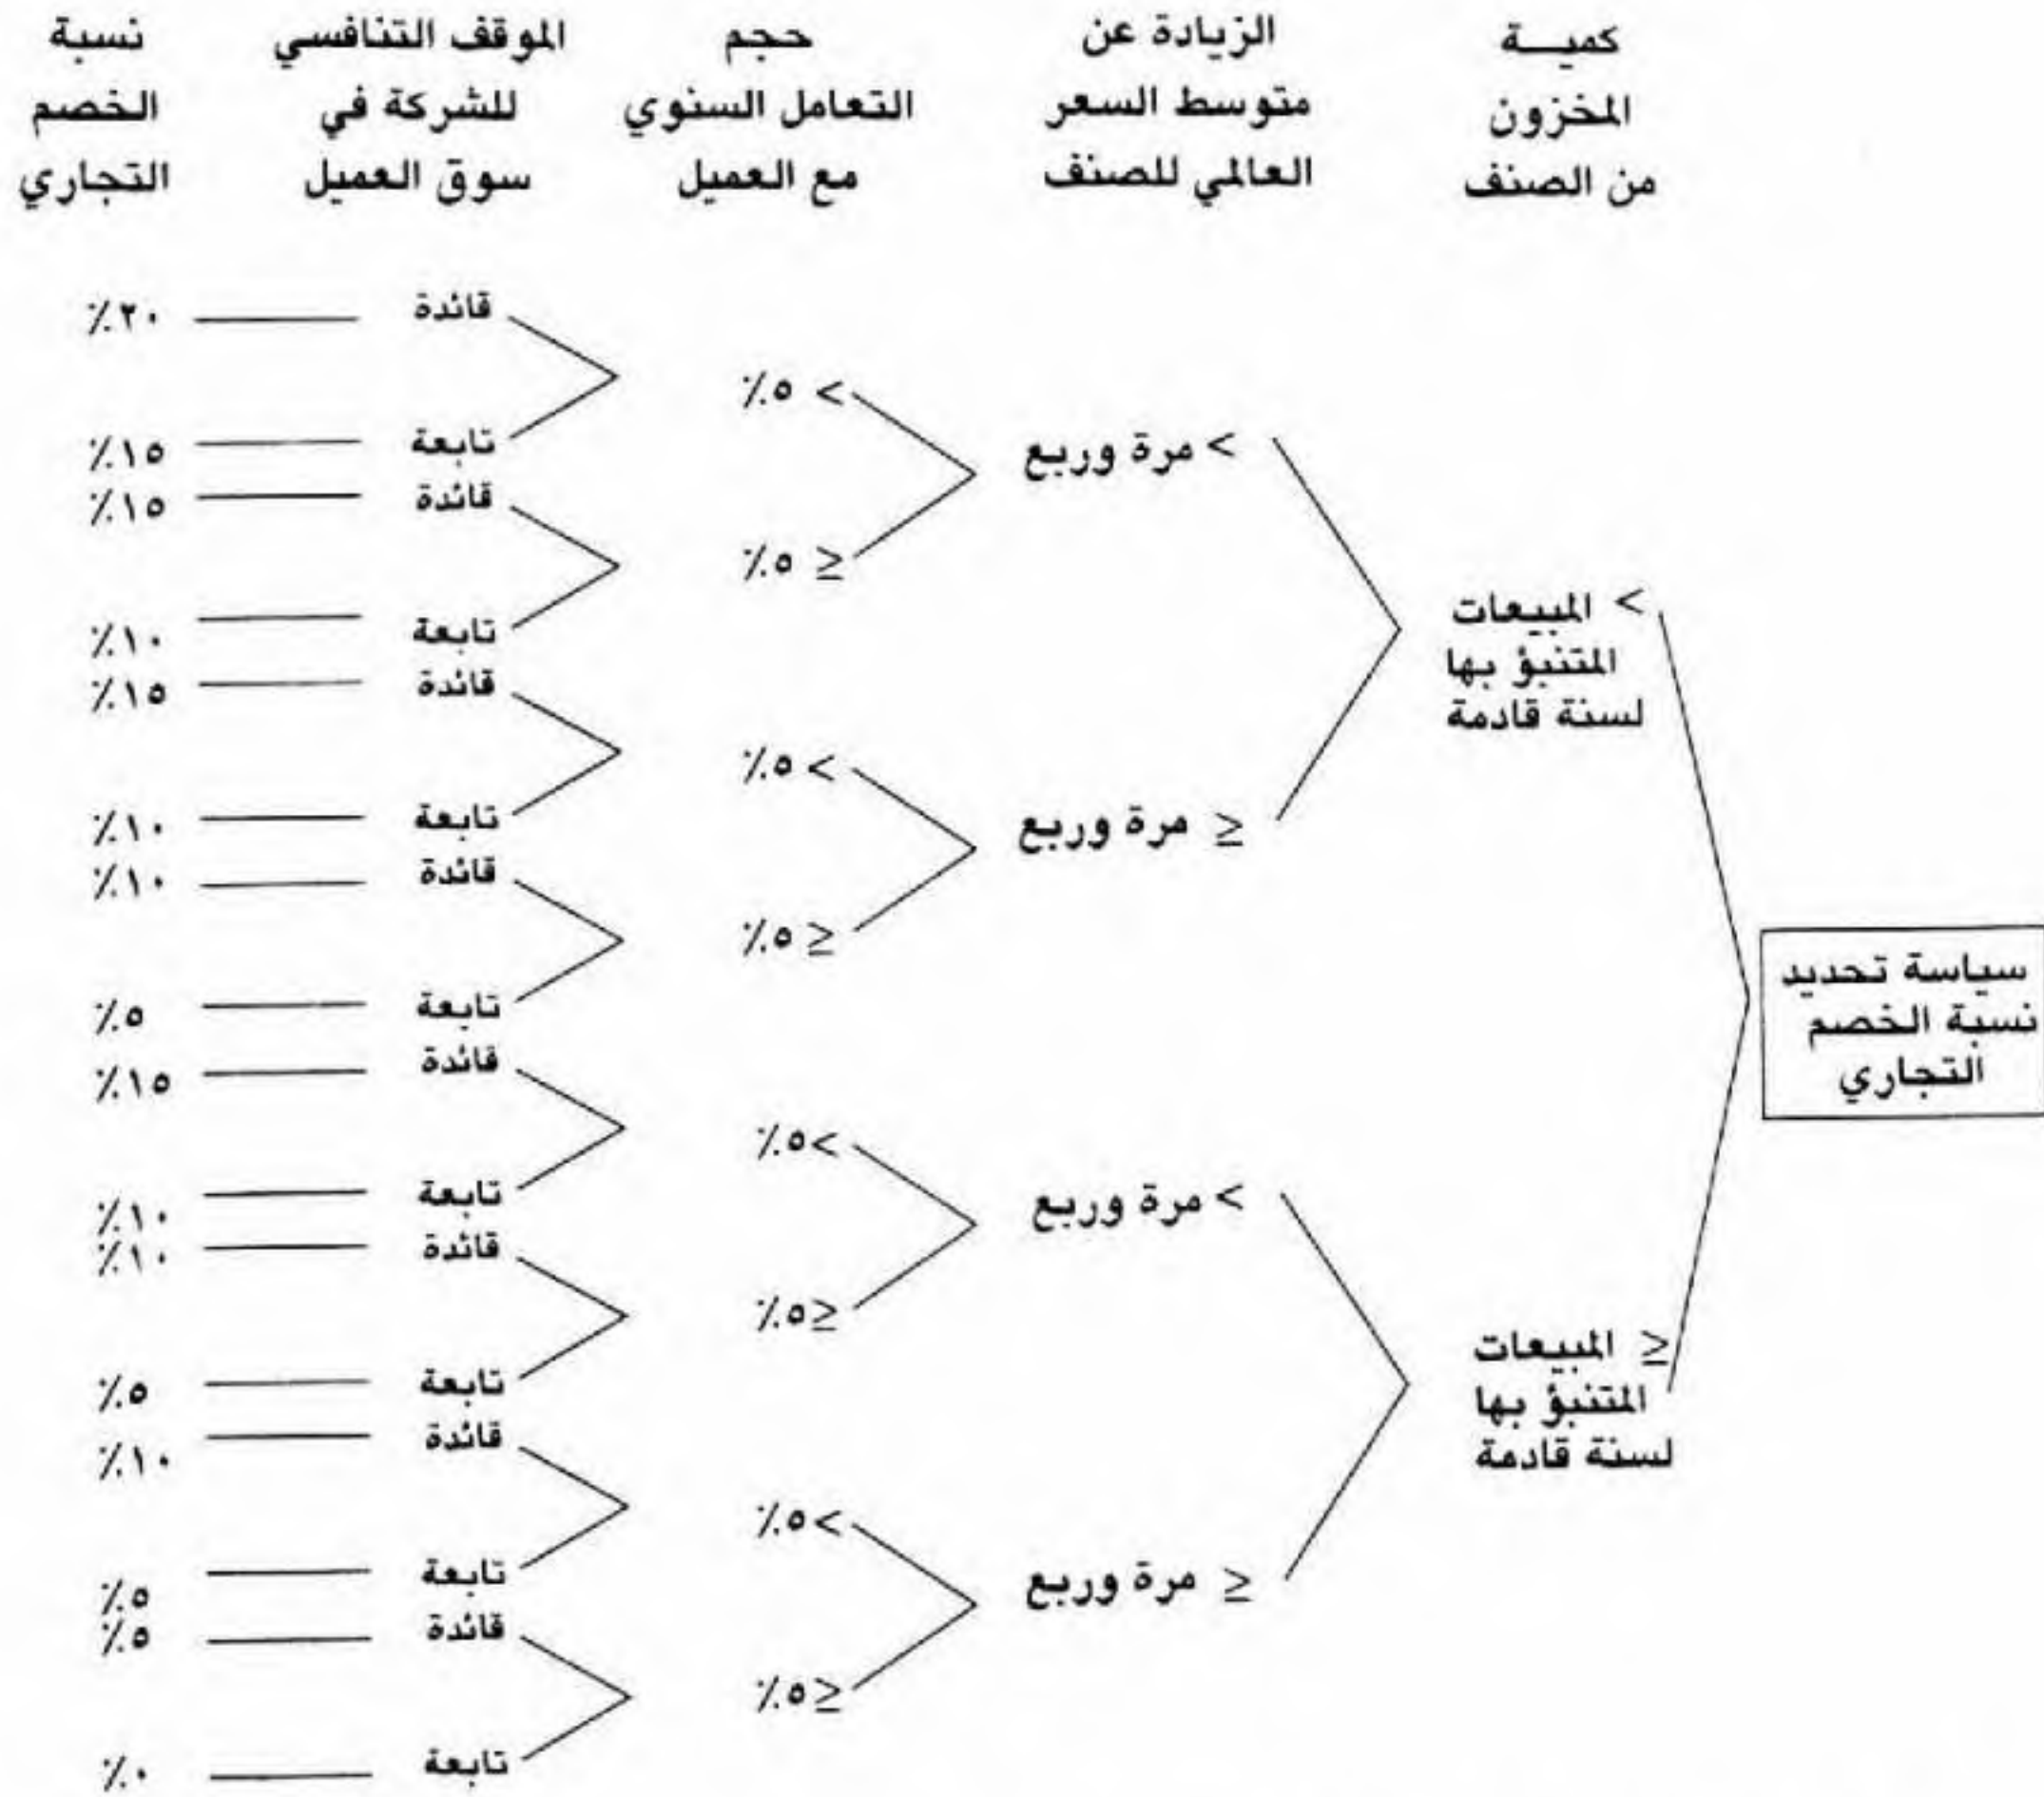 كمية
المخزون
من الصنف
الزيادة عن
متوسط السعر
العالمي للصنف
حجم
التعامل السنوي
مع العميل
الموقف التنافسي
للشركة في
سوق العميل
نسبة
الخصم
التجاري
سياسة تحديد
نسبة الخصم
التجاري
> المبيعات
المتنبؤ بها
لسنة قادمة
≤ المبيعات
المتنبؤ بها
لسنة قادمة
> مرة وربع
≤ مرة وربع
> مرة وربع
≤ مرة وربع
> ٥٪
≤ ٥٪
> ٥٪
≤ ٥٪
> ٥٪
≤ ٥٪
> ٥٪
≤ ٥٪
قائدة ٢٠٪
تابعة ١٥٪
قائدة ١٥٪
تابعة ١٠٪
قائدة ١٥٪
تابعة ١٠٪
قائدة ١٠٪
تابعة ٥٪
قائدة ١٥٪
تابعة ١٠٪
قائدة ١٠٪
تابعة ٥٪
قائدة ١٠٪
تابعة ٥٪
قائدة ٥٪
تابعة ٠٪